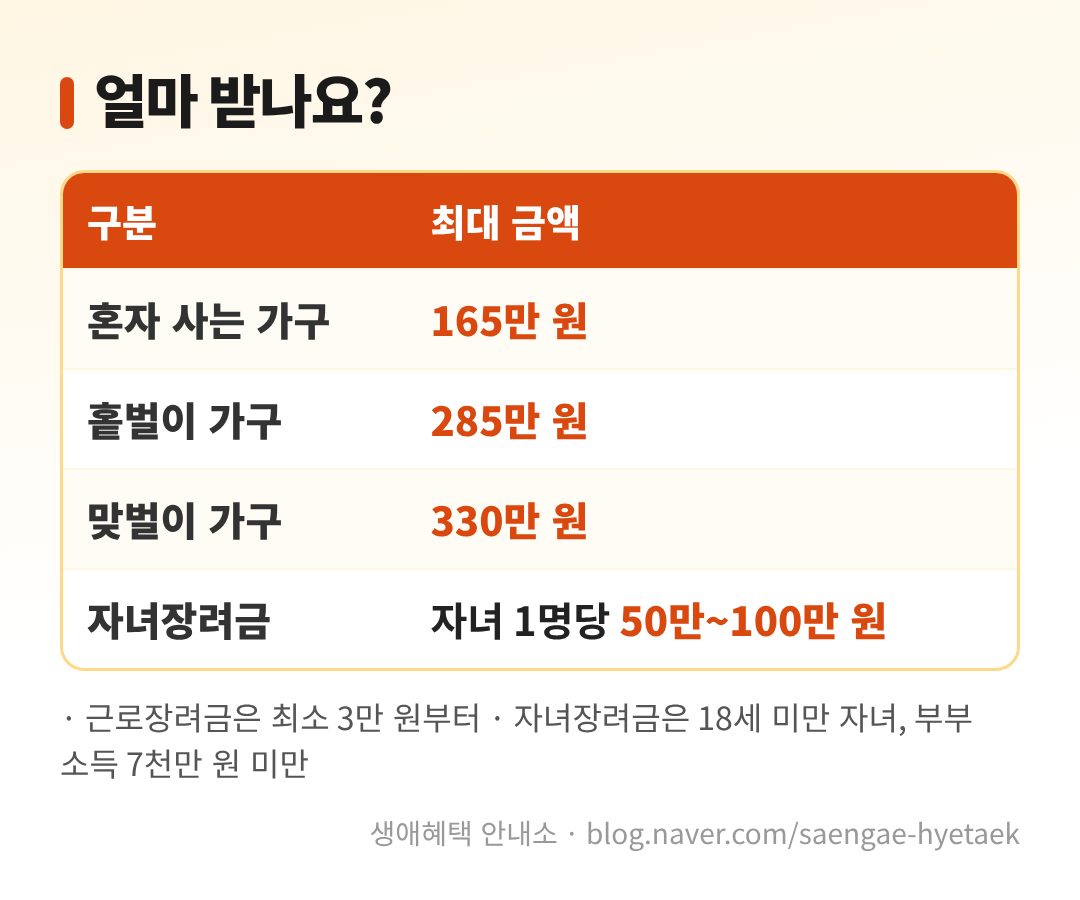 얼마 받나요?
구분 최대 금액
혼자 사는 가구 165만 원
홑벌이 가구 285만 원
맞벌이 가구 330만 원
자녀장려금 자녀 1명당 50만~100만 원
· 근로장려금은 최소 3만 원부터 · 자녀장려금은 18세 미만 자녀, 부부
소득 7천만 원 미만
생애혜택 안내소 · blog.naver.com/saengae-hyetaek